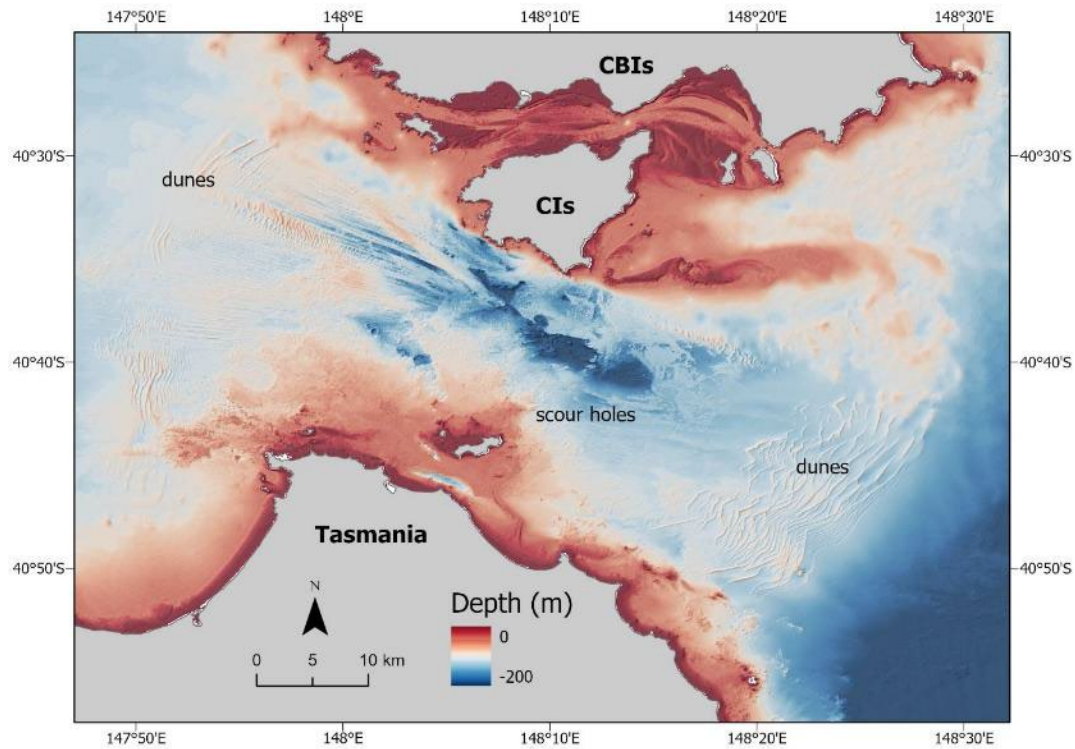 147°50'E 148°E 148°10'E 148°20'E 148°30'E
CBIs
40°30'S 40°30'S
dunes
CIs
40°40'S 40°40'S
scour holes
dunes
Tasmania
40°50'S 40°50'S
N
Depth (m)
0
-200
0 5 10 km
147°50'E 148°E 148°10'E 148°20'E 148°30'E